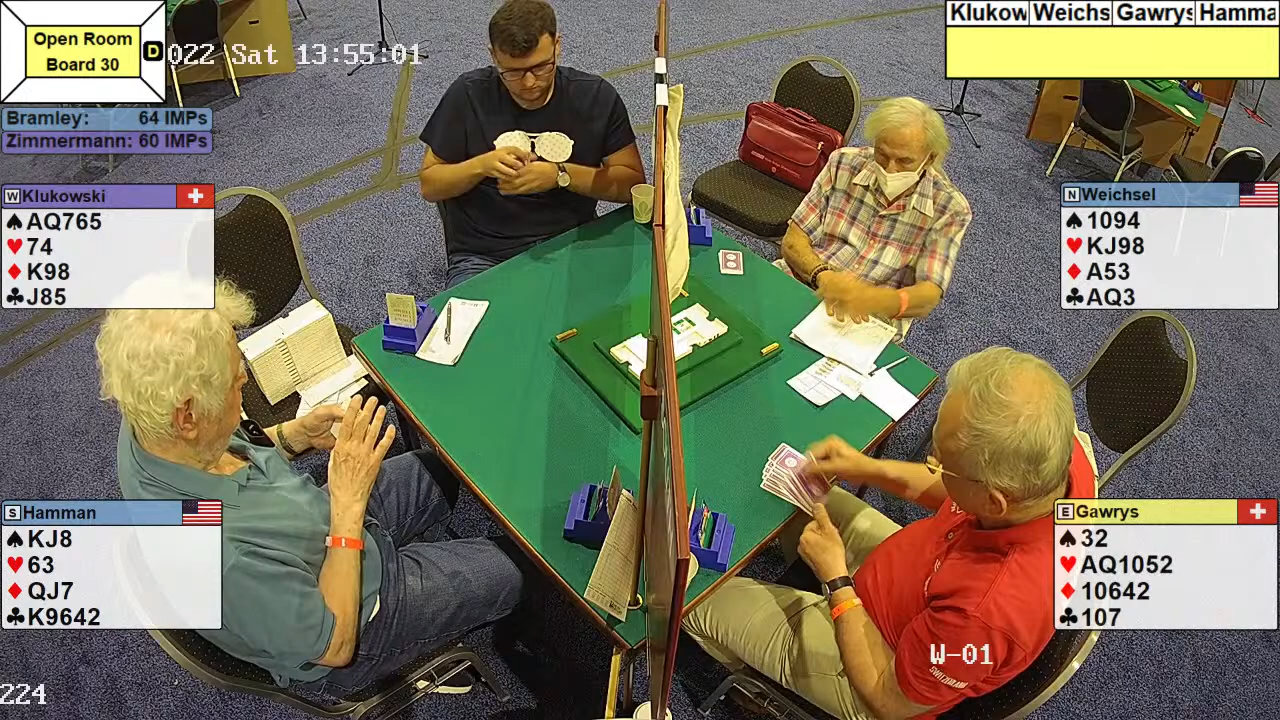 Open Room
Board 30
D
022 Sat 13:55:01
Klukow Weichs Gawrys Hamma
Bramley: 64 IMPs
Zimmermann: 60 IMPs
W Klukowski
♠AQ765
♥74
♦K98
♣J85
N Weichsel
♠1094
♥KJ98
♦A53
♣AQ3
S Hamman
♠KJ8
♥63
♦QJ7
♣K9642
E Gawrys
♠32
♥AQ1052
♦10642
♣107
W-01
SWITZERLAND
224